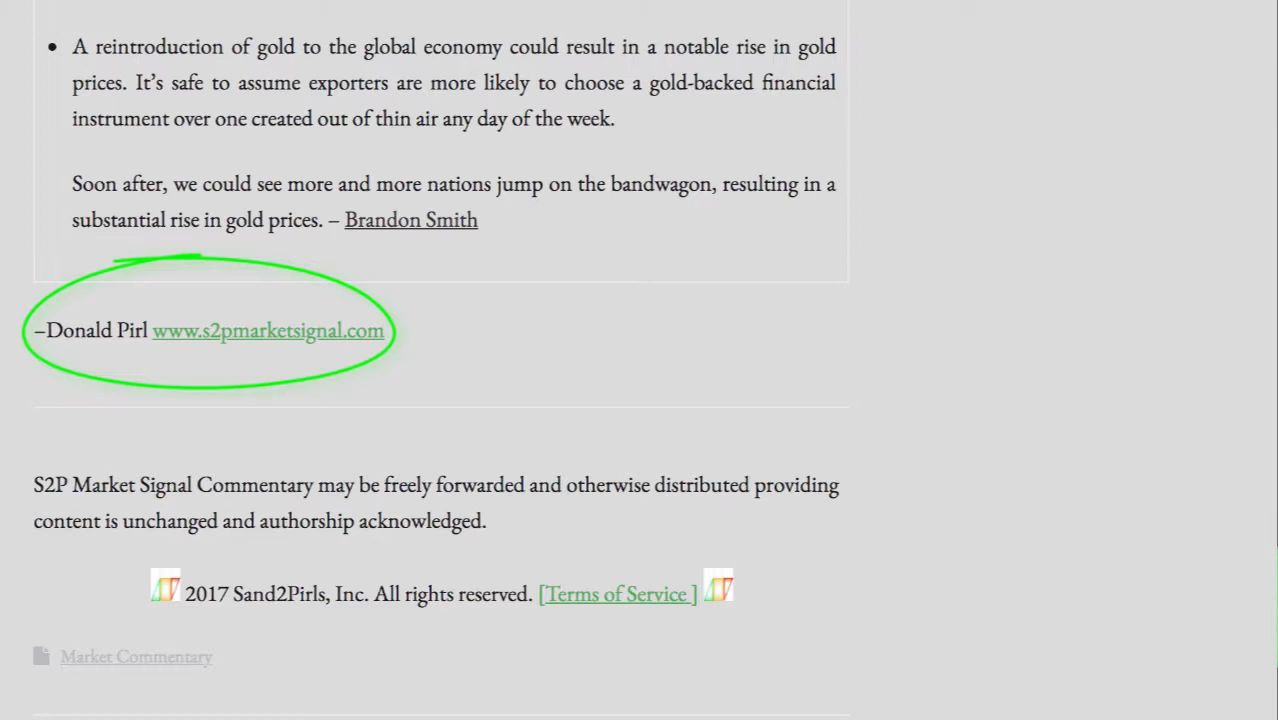 A reintroduction of gold to the global economy could result in a notable rise in gold
prices. It’s safe to assume exporters are more likely to choose a gold-backed financial
instrument over one created out of thin air any day of the week.
Soon after, we could see more and more nations jump on the bandwagon, resulting in a
substantial rise in gold prices. – Brandon Smith
–Donald Pirl www.s2pmarketsignal.com
S2P Market Signal Commentary may be freely forwarded and otherwise distributed providing
content is unchanged and authorship acknowledged.
2017 Sand2Pirls, Inc. All rights reserved. [Terms of Service ]
Market Commentary